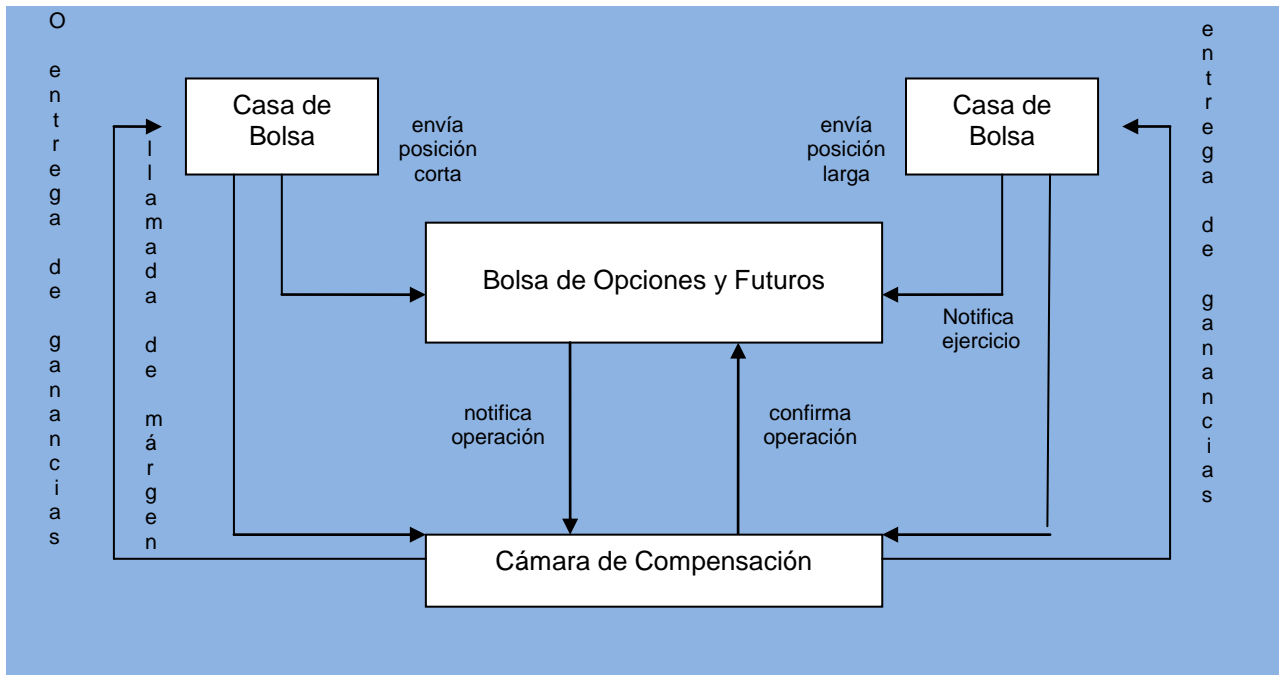 O entrega de ganancias
llamada de márgen
Casa de
Bolsa
envía
posición
corta
envía
posición
larga
Casa de
Bolsa
entrega de ganancias
Bolsa de Opciones y Futuros
Notifica
ejercicio
notifica
operación
confirma
operación
Cámara de Compensación